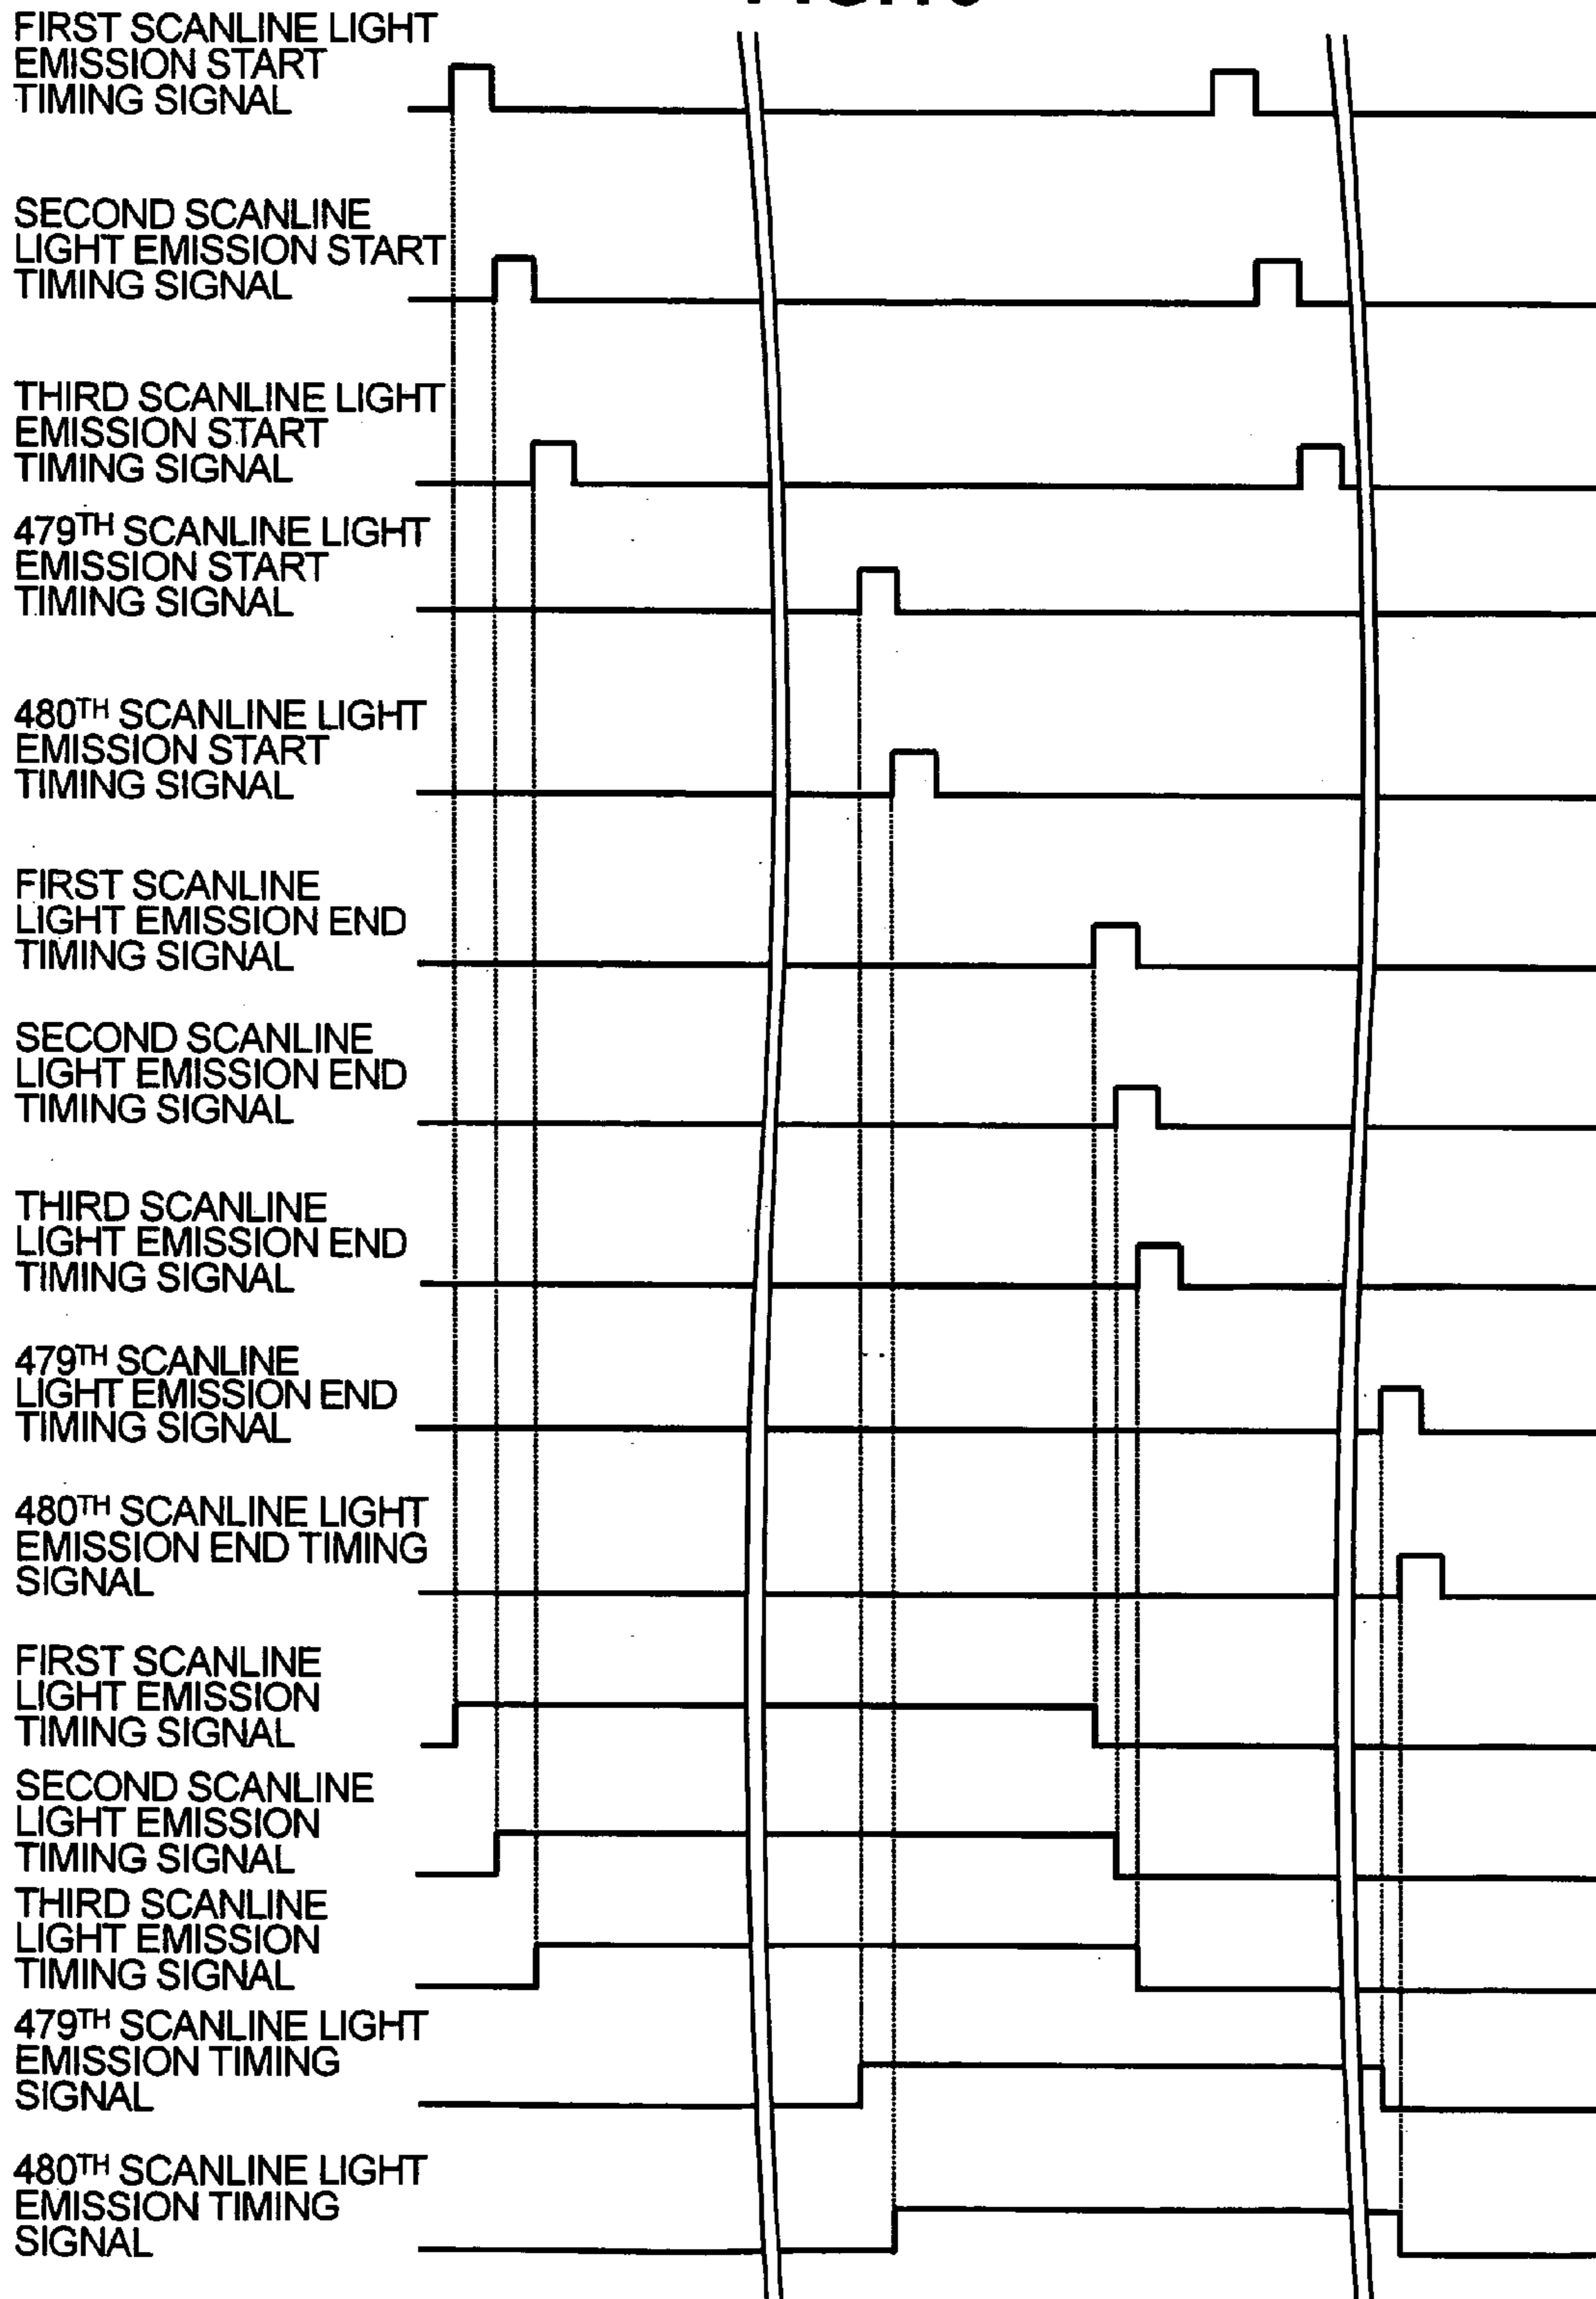 FIRST SCANLINE LIGHT
EMISSION START
TIMING SIGNAL
SECOND SCANLINE
LIGHT EMISSION START
TIMING SIGNAL
THIRD SCANLINE LIGHT
EMISSION START
TIMING SIGNAL
479TH SCANLINE LIGHT
EMISSION START
TIMING SIGNAL
480TH SCANLINE LIGHT
EMISSION START
TIMING SIGNAL
FIRST SCANLINE
LIGHT EMISSION END
TIMING SIGNAL
SECOND SCANLINE
LIGHT EMISSION END
TIMING SIGNAL
THIRD SCANLINE
LIGHT EMISSION END
TIMING SIGNAL
479TH SCANLINE
LIGHT EMISSION END
TIMING SIGNAL
480TH SCANLINE LIGHT
EMISSION END TIMING
SIGNAL
FIRST SCANLINE
LIGHT EMISSION
TIMING SIGNAL
SECOND SCANLINE
LIGHT EMISSION
TIMING SIGNAL
THIRD SCANLINE
LIGHT EMISSION
TIMING SIGNAL
479TH SCANLINE LIGHT
EMISSION TIMING
SIGNAL
480TH SCANLINE LIGHT
EMISSION TIMING
SIGNAL